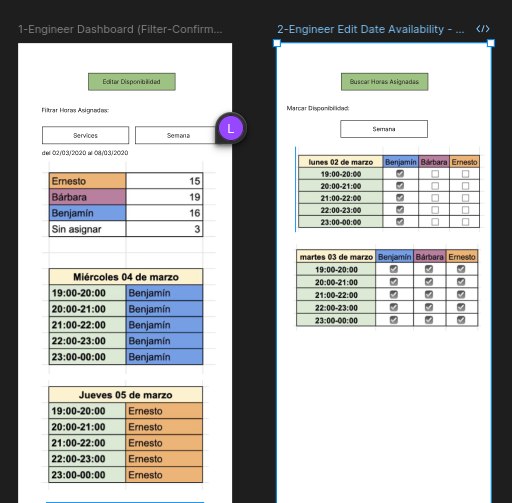 1-Engineer Dashboard (Filter-Confirm...
Editar Disponibilidad
Filtrar Horas Asignadas:
L
Services
Semana
del 02/03/2020 al 08/03/2020
Ernesto 15
Bárbara 19
Benjamín 16
Sin asignar 3
Miércoles 04 de marzo
19:00-20:00 Benjamín
20:00-21:00 Benjamín
21:00-22:00 Benjamín
22:00-23:00 Benjamín
23:00-00:00 Benjamín
Jueves 05 de marzo
19:00-20:00 Ernesto
20:00-21:00 Ernesto
21:00-22:00 Ernesto
22:00-23:00 Ernesto
23:00-00:00 Ernesto
2-Engineer Edit Date Availability - ...
Buscar Horas Asignadas
Marcar Disponibilidad:
Semana
lunes 02 de marzo Benjamín Bárbara Ernesto
19:00-20:00
20:00-21:00
21:00-22:00
22:00-23:00
23:00-00:00
martes 03 de marzo Benjamín Bárbara Ernesto
19:00-20:00
20:00-21:00
21:00-22:00
22:00-23:00
23:00-00:00